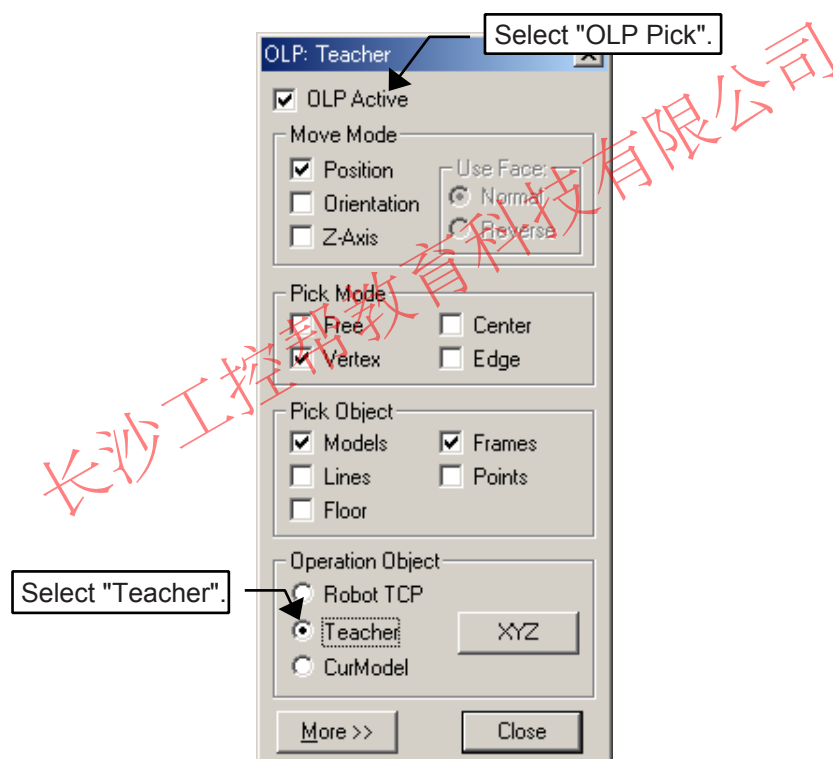 Select "OLP Pick".
OLP: Teacher
OLP Active
Move Mode
Position
Orientation
Z-Axis
Use Face:
Normal
Reverse
Pick Mode
Free
Center
Vertex
Edge
Pick Object
Models
Frames
Lines
Points
Floor
Operation Object
Select "Teacher".
Robot TCP
Teacher
XYZ
CurModel
More >>
Close
长沙工控帮教育科技有限公司